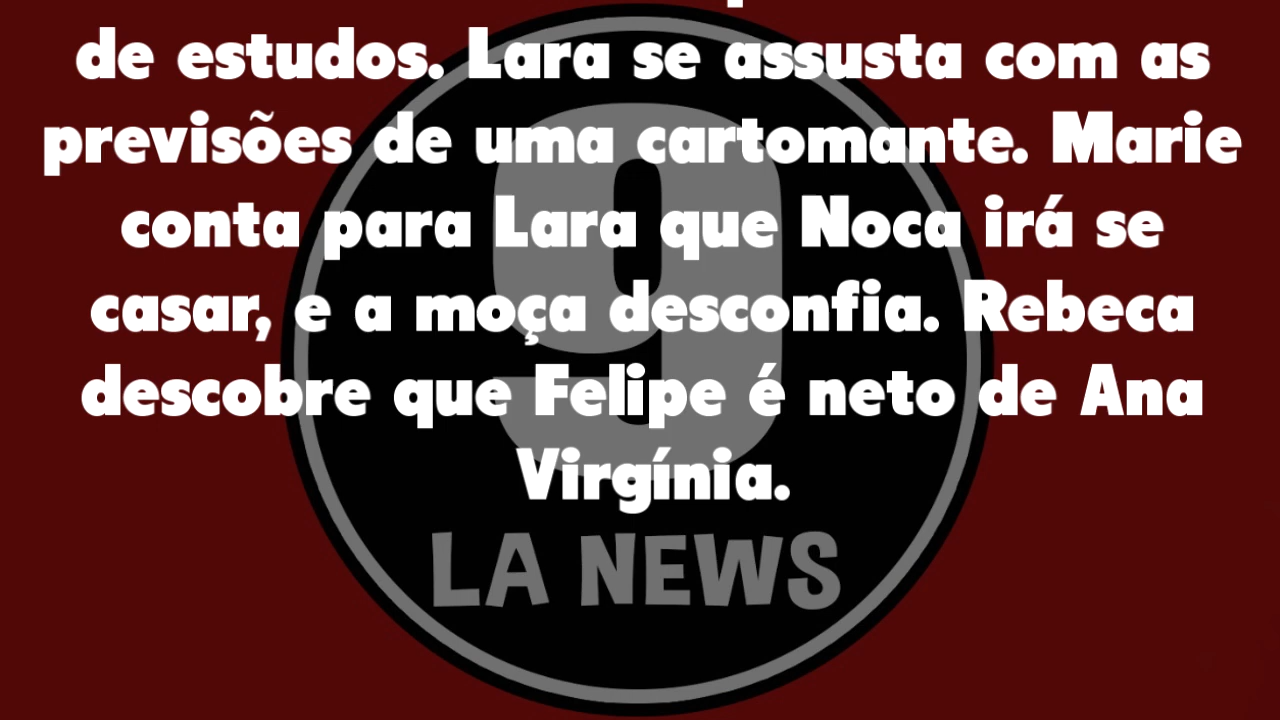 de estudos. Lara se assusta com as
previsões de uma cartomante. Marie
conta para Lara que Noca irá se
casar, e a moça desconfia. Rebeca
descobre que Felipe é neto de Ana
Virgínia.
9
LA NEWS